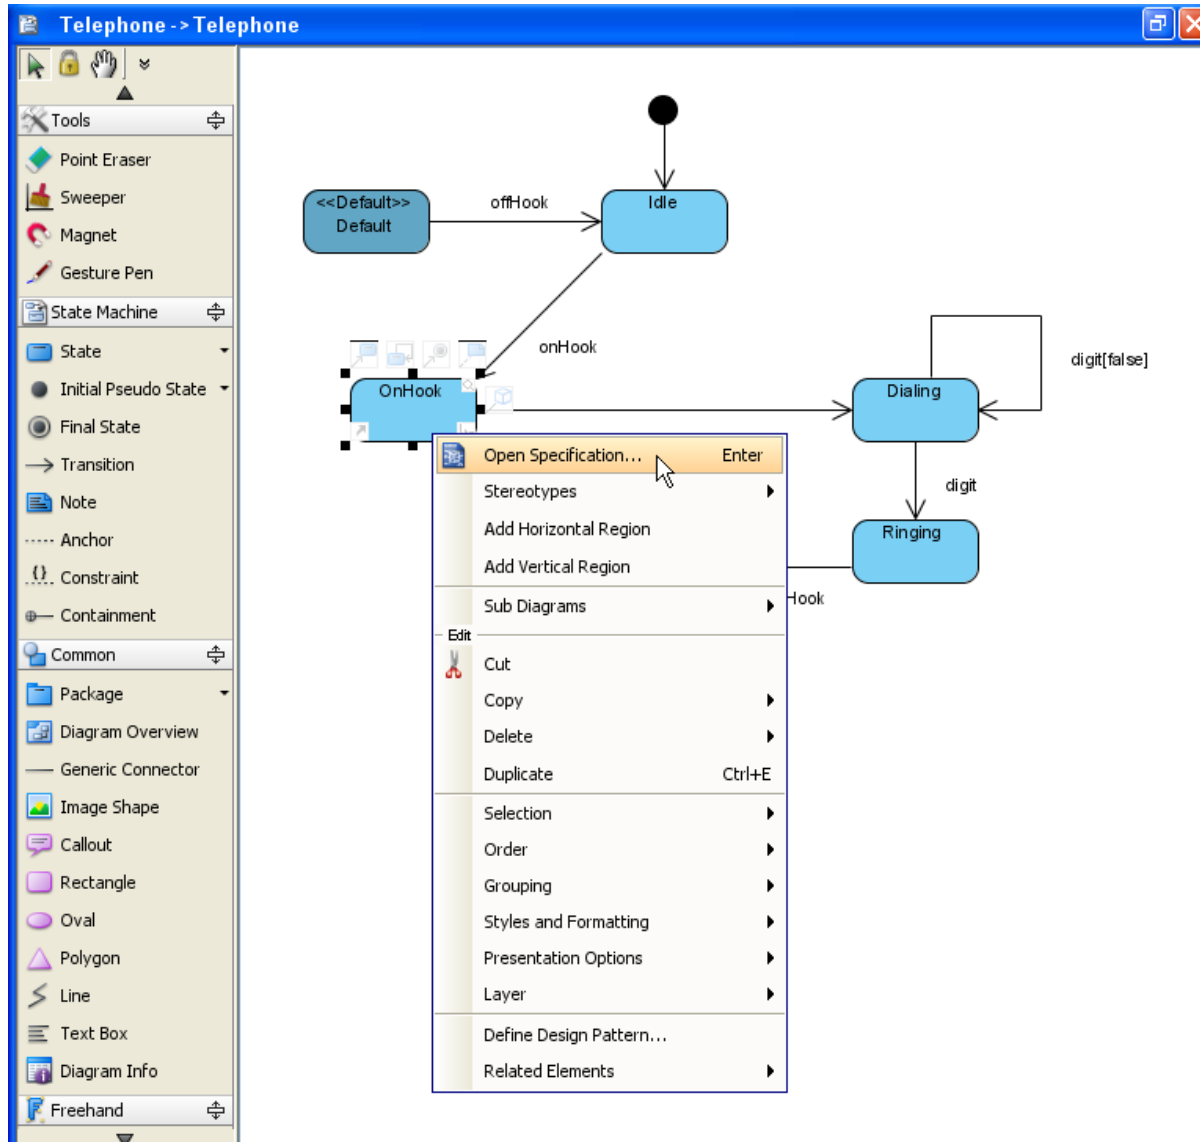 Telephone -> Telephone
Tools
Point Eraser
Sweeper
Magnet
Gesture Pen
State Machine
State
Initial Pseudo State
Final State
Transition
Note
Anchor
Constraint
Containment
Common
Package
Diagram Overview
Generic Connector
Image Shape
Callout
Rectangle
Oval
Polygon
Line
Text Box
Diagram Info
Freehand
<<Default>>
Default
offHook
Idle
onHook
OnHook
Dialing
digit[false]
digit
Ringing
Hook
Open Specification... Enter
Stereotypes
Add Horizontal Region
Add Vertical Region
Sub Diagrams
Edit
Cut
Copy
Delete
Duplicate Ctrl+E
Selection
Order
Grouping
Styles and Formatting
Presentation Options
Layer
Define Design Pattern...
Related Elements